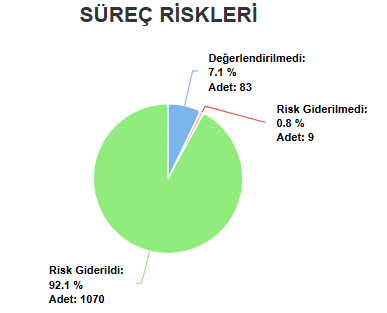 SÜREÇ RİSKLERİ
Değerlendirilmedi:
7.1 %
Adet: 83
Risk Giderilmedi:
0.8 %
Adet: 9
Risk Giderildi:
92.1 %
Adet: 1070